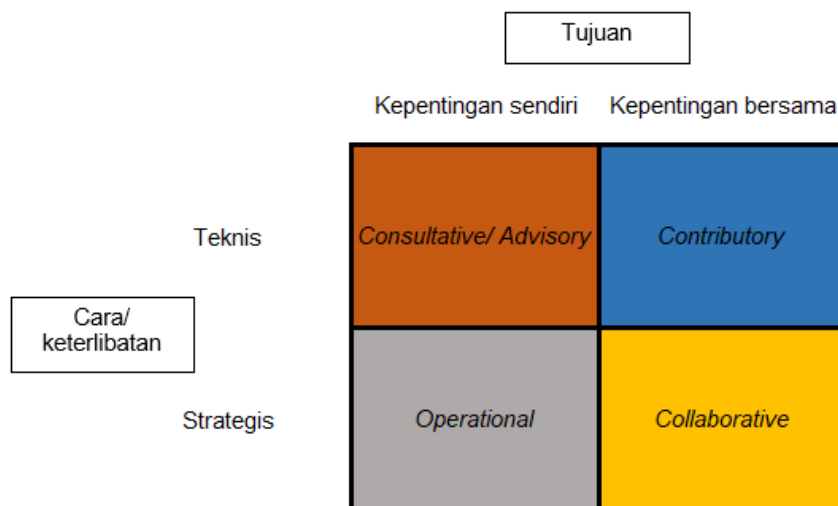 Tujuan
Kepentingan sendiri Kepentingan bersama
Teknis Consultative/ Advisory Contributory
Cara/
keterlibatan
Strategis Operational Collaborative